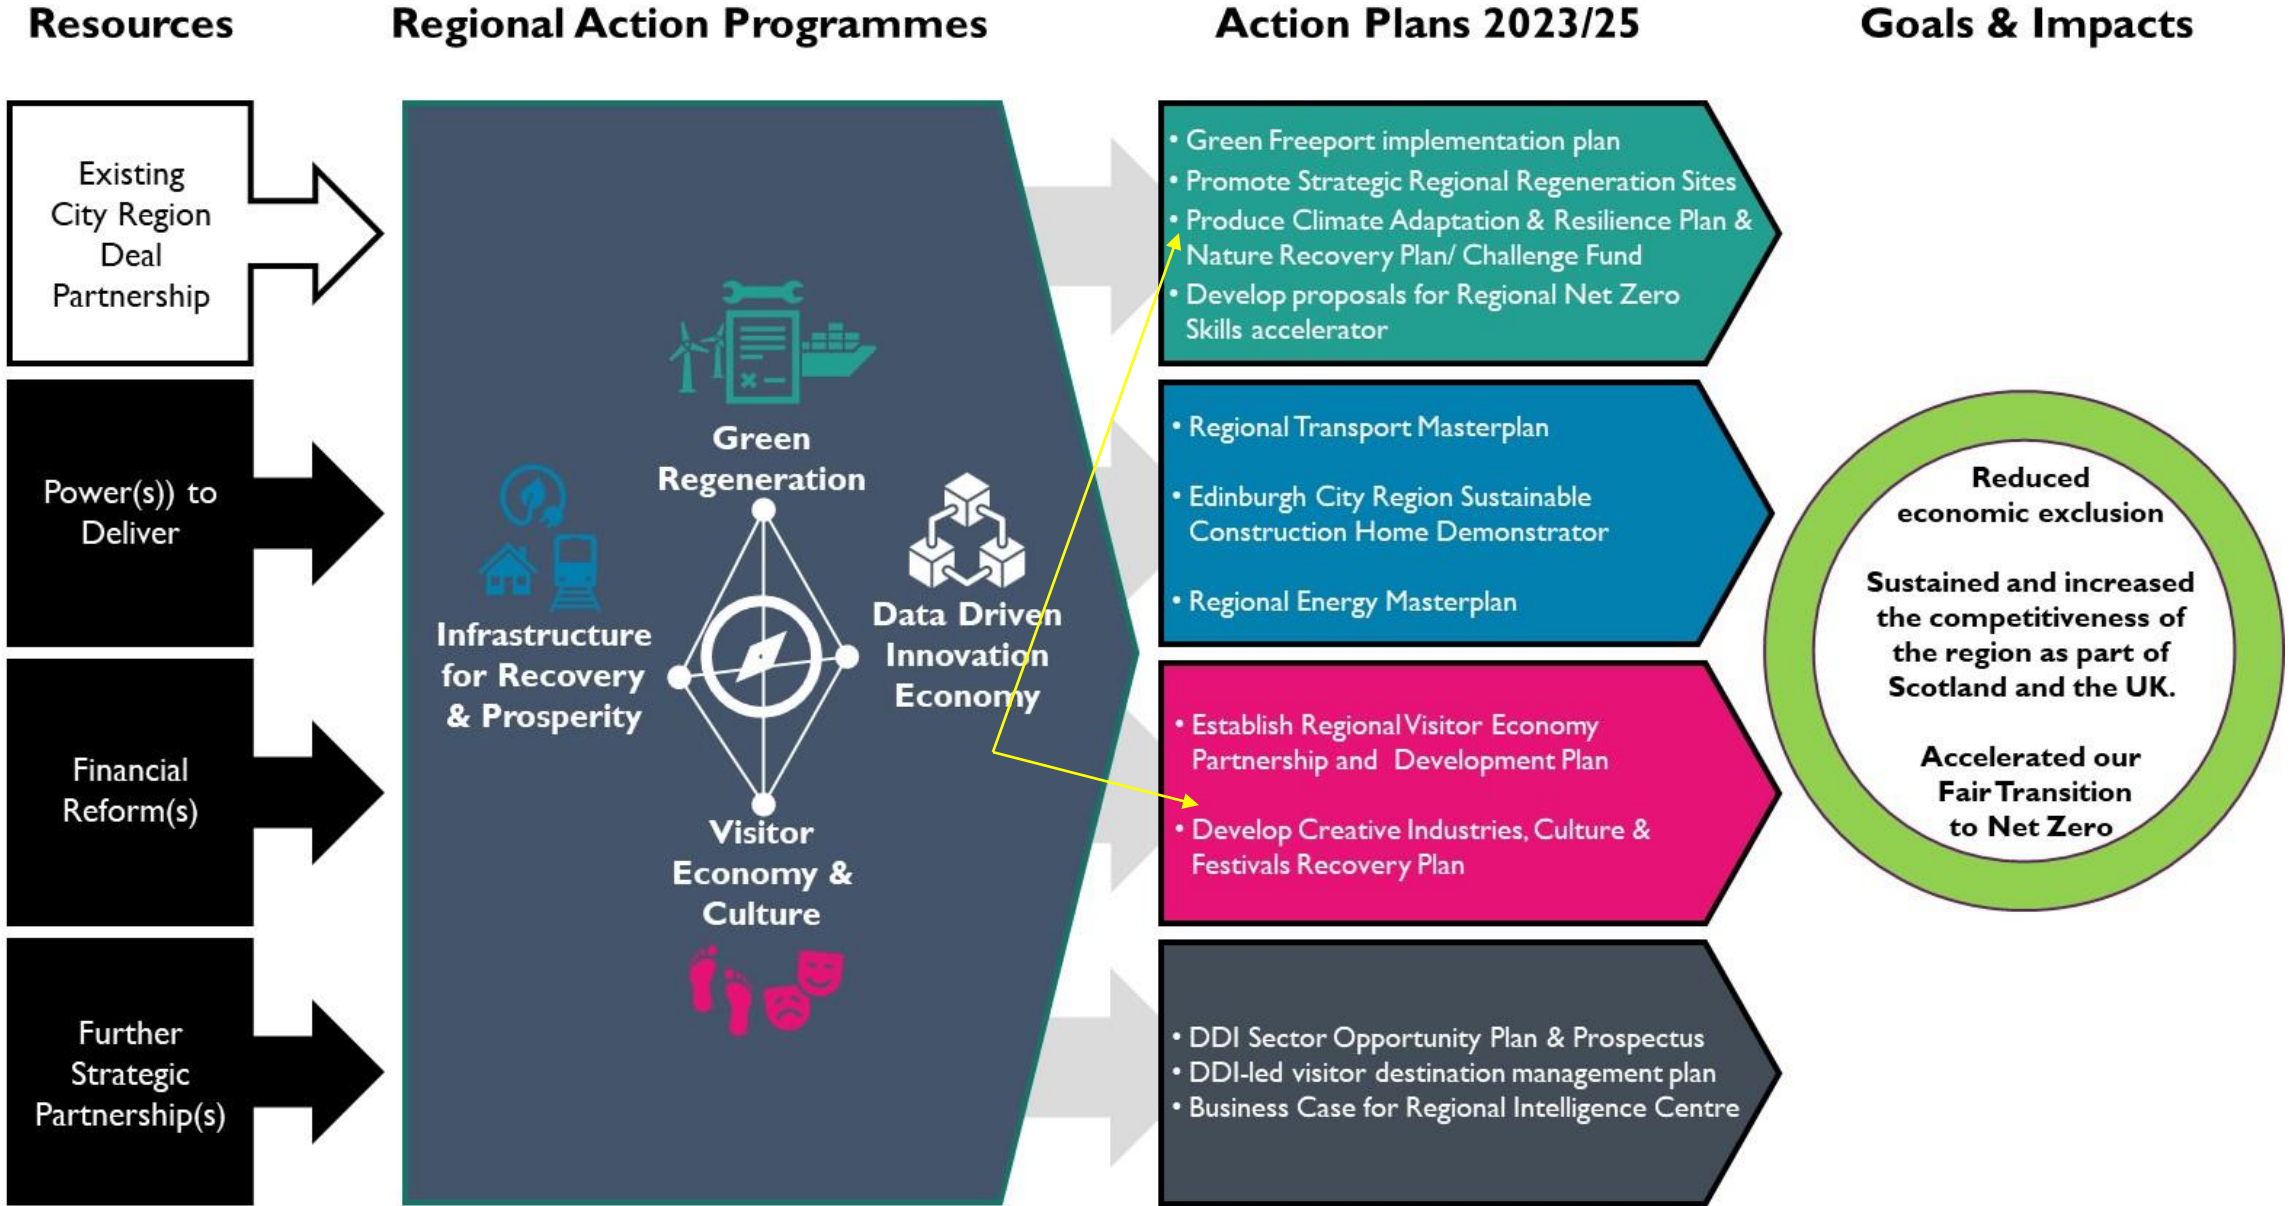 Resources
Regional Action Programmes
Action Plans 2023/25
Goals & Impacts
Existing
City Region
Deal
Partnership
Power(s)) to
Deliver
Financial
Reform(s)
Further
Strategic
Partnership(s)
Green
Regeneration
Infrastructure
for Recovery
& Prosperity
Data Driven
Innovation
Economy
Visitor
Economy &
Culture
• Green Freeport implementation plan
• Promote Strategic Regional Regeneration Sites
• Produce Climate Adaptation & Resilience Plan &
Nature Recovery Plan/ Challenge Fund
• Develop proposals for Regional Net Zero
Skills accelerator
• Regional Transport Masterplan
• Edinburgh City Region Sustainable
Construction Home Demonstrator
• Regional Energy Masterplan
• Establish Regional Visitor Economy
Partnership and Development Plan
• Develop Creative Industries, Culture &
Festivals Recovery Plan
• DDI Sector Opportunity Plan & Prospectus
• DDI-led visitor destination management plan
• Business Case for Regional Intelligence Centre
Reduced
economic exclusion
Sustained and increased
the competitiveness of
the region as part of
Scotland and the UK.
Accelerated our
Fair Transition
to Net Zero